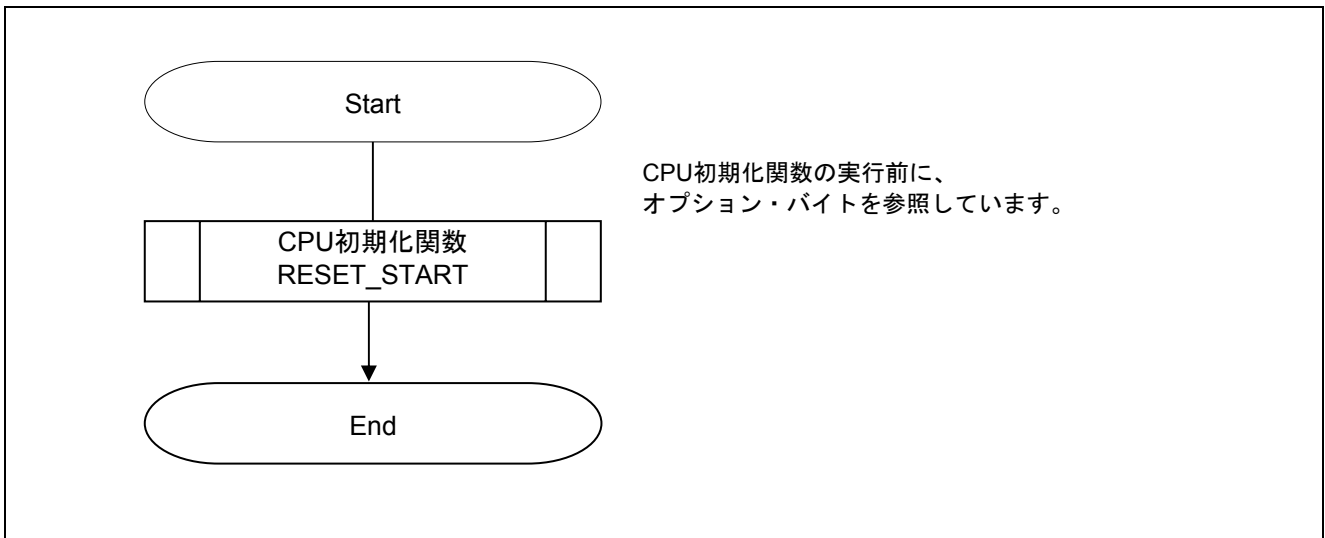 Start
CPU初期化関数の実行前に、
オプション・バイトを参照しています。
CPU初期化関数
RESET_START
End